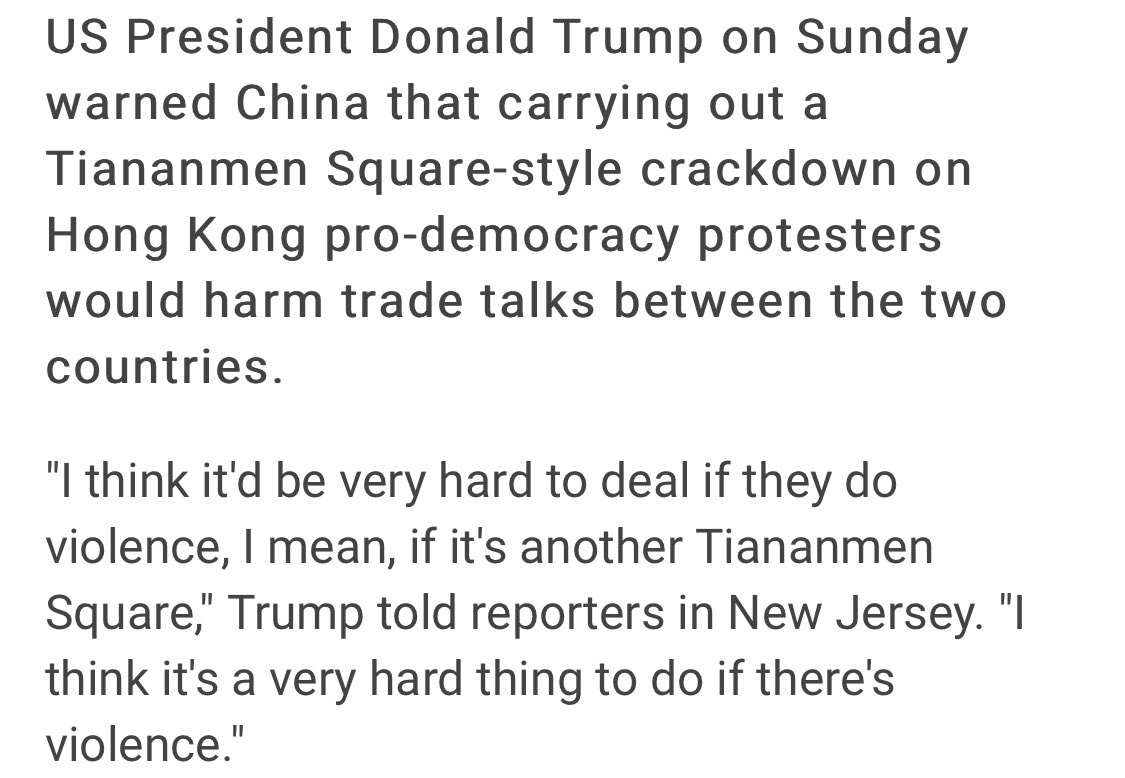 US President Donald Trump on Sunday
warned China that carrying out a
Tiananmen Square-style crackdown on
Hong Kong pro-democracy protesters
would harm trade talks between the two
countries.
"I think it'd be very hard to deal if they do
violence, I mean, if it's another Tiananmen
Square," Trump told reporters in New Jersey. "I
think it's a very hard thing to do if there's
violence."